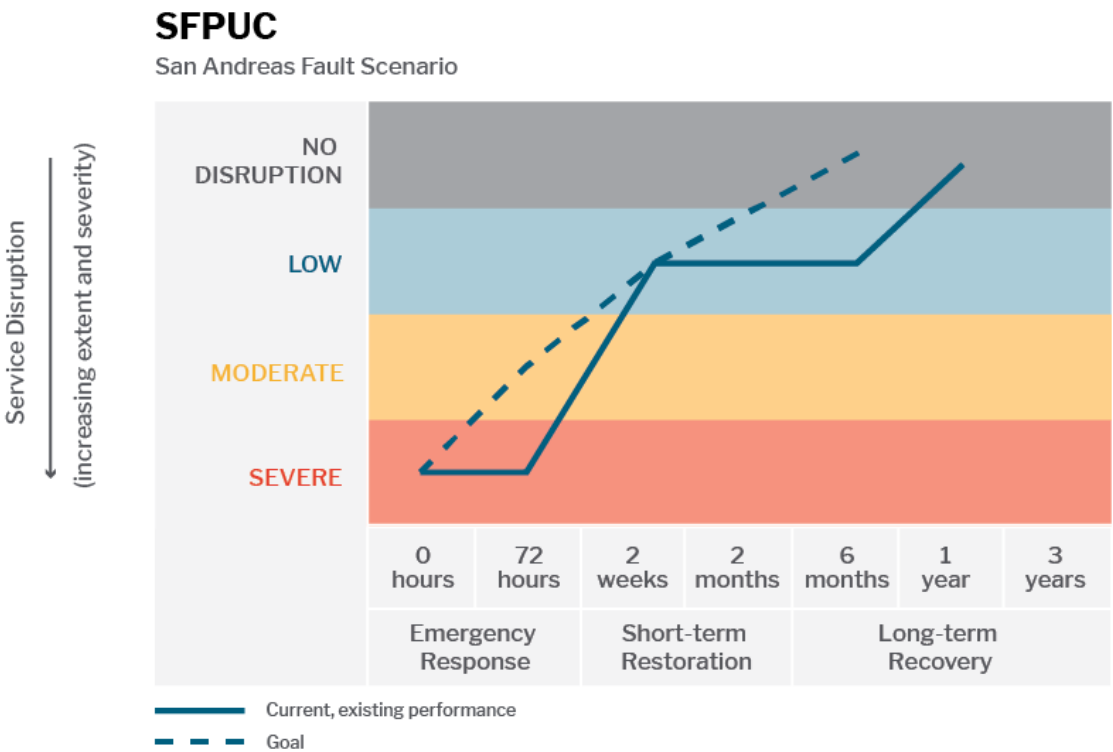 SFPUC
San Andreas Fault Scenario
Service Disruption
(increasing extent and severity)
NO
DISRUPTION
LOW
MODERATE
SEVERE
0
hours
72
hours
2
weeks
2
months
6
months
1
year
3
years
Emergency
Response
Short-term
Restoration
Long-term
Recovery
Current, existing performance
Goal